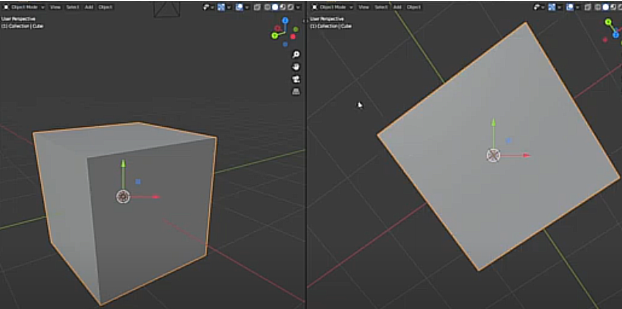 Object Mode View Select Add Object
User Perspective
(1) Collection | Cube
Object Mode View Select Add Object
User Perspective
(1) Collection | Cube